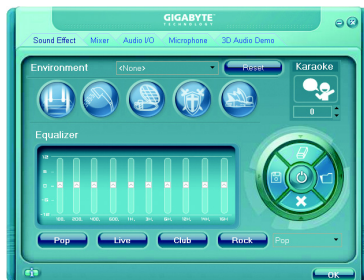 GIGABYTE
TECHNOLOGY
Sound Effect Mixer Audio I/O Microphone 3D Audio Demo
Environment <None> Reset Karaoke
0
Equalizer
Pop Live Club Rock Pop
OK